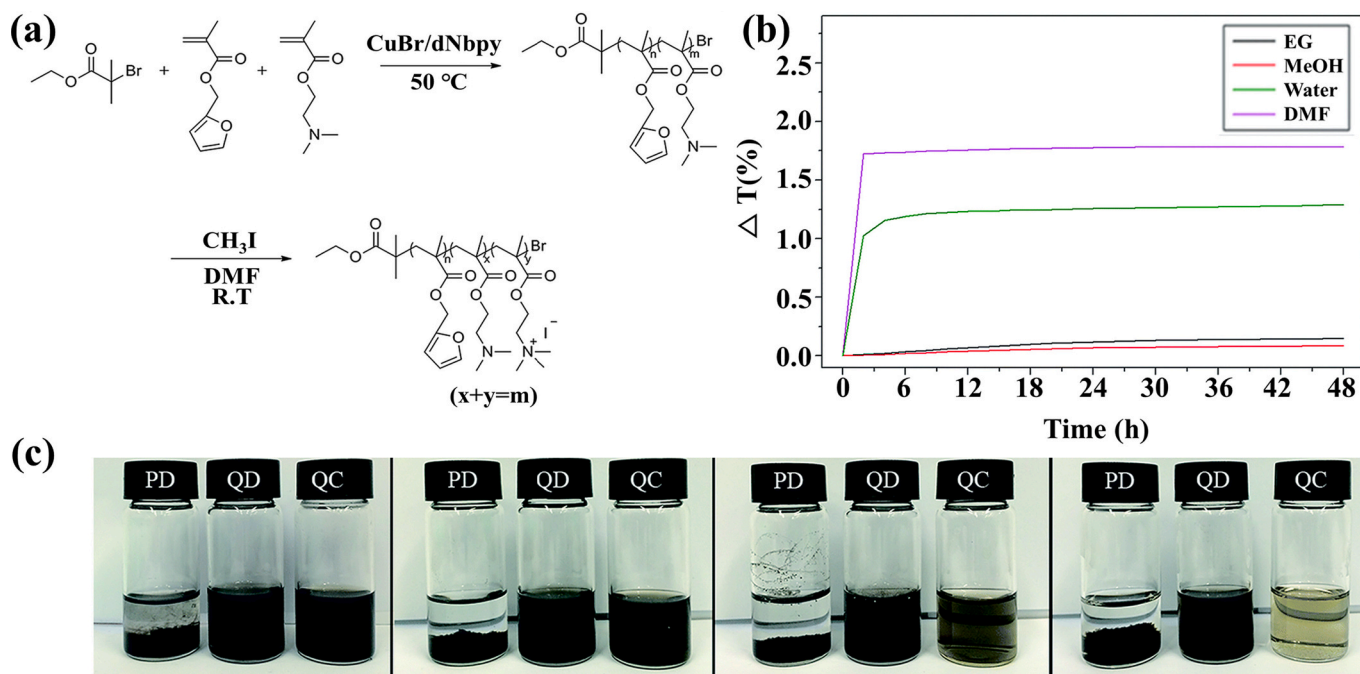 (a)
CuBr/dNbpy
50 °C
O
O
Br
+
O
O
O
+
O
O
N
O
O
n
m
Br
O
O
O
O
O
N
CH₃I
DMF
R.T
O
O
n
x
y
Br
O
O
O
O
O
O
O
N
N
+
I⁻
(x+y=m)
(b)
EG
MeOH
Water
DMF
△ T(%)
2.5
2.0
1.5
1.0
0.5
0.0
0 6 12 18 24 30 36 42 48
Time (h)
(c)
PD QD QC PD QD QC PD QD QC PD QD QC